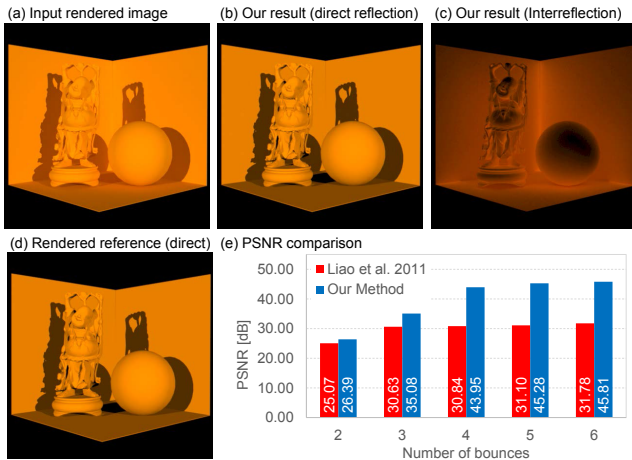 (a) Input rendered image
(b) Our result (direct reflection)
(c) Our result (Interreflection)
(d) Rendered reference (direct)
(e) PSNR comparison
PSNR [dB]
50.00
40.00
30.00
20.00
10.00
0.00
Liao et al. 2011
Our Method
25.07
26.39
30.63
35.08
30.84
43.95
31.10
45.28
31.78
45.81
2 3 4 5 6
Number of bounces